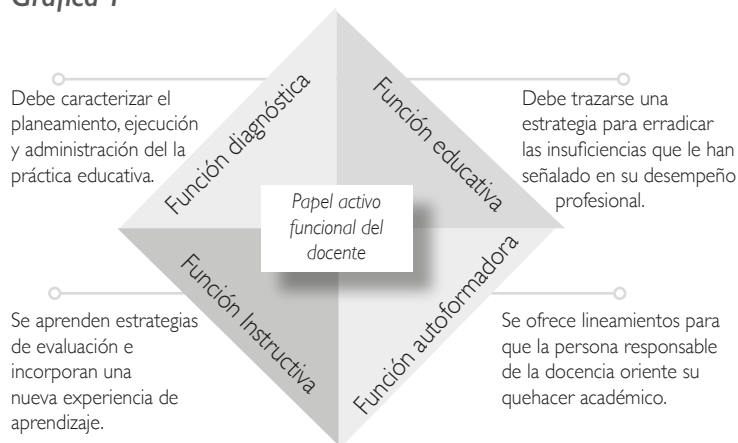 Gráfica 1
Debe caracterizar el
planeamiento, ejecución
y administración del la
práctica educativa.
Función diagnóstica
Función educativa
Debe trazarse una
estrategia para erradicar
las insuficiencias que le han
señalado en su desempeño
profesional.
Papel activo
funcional del
docente
Se aprenden estrategias
de evaluación e
incorporan una
nueva experiencia de
aprendizaje.
Función Instructiva
Función autoformadora
Se ofrece lineamientos para
que la persona responsable
de la docencia oriente su
quehacer académico.